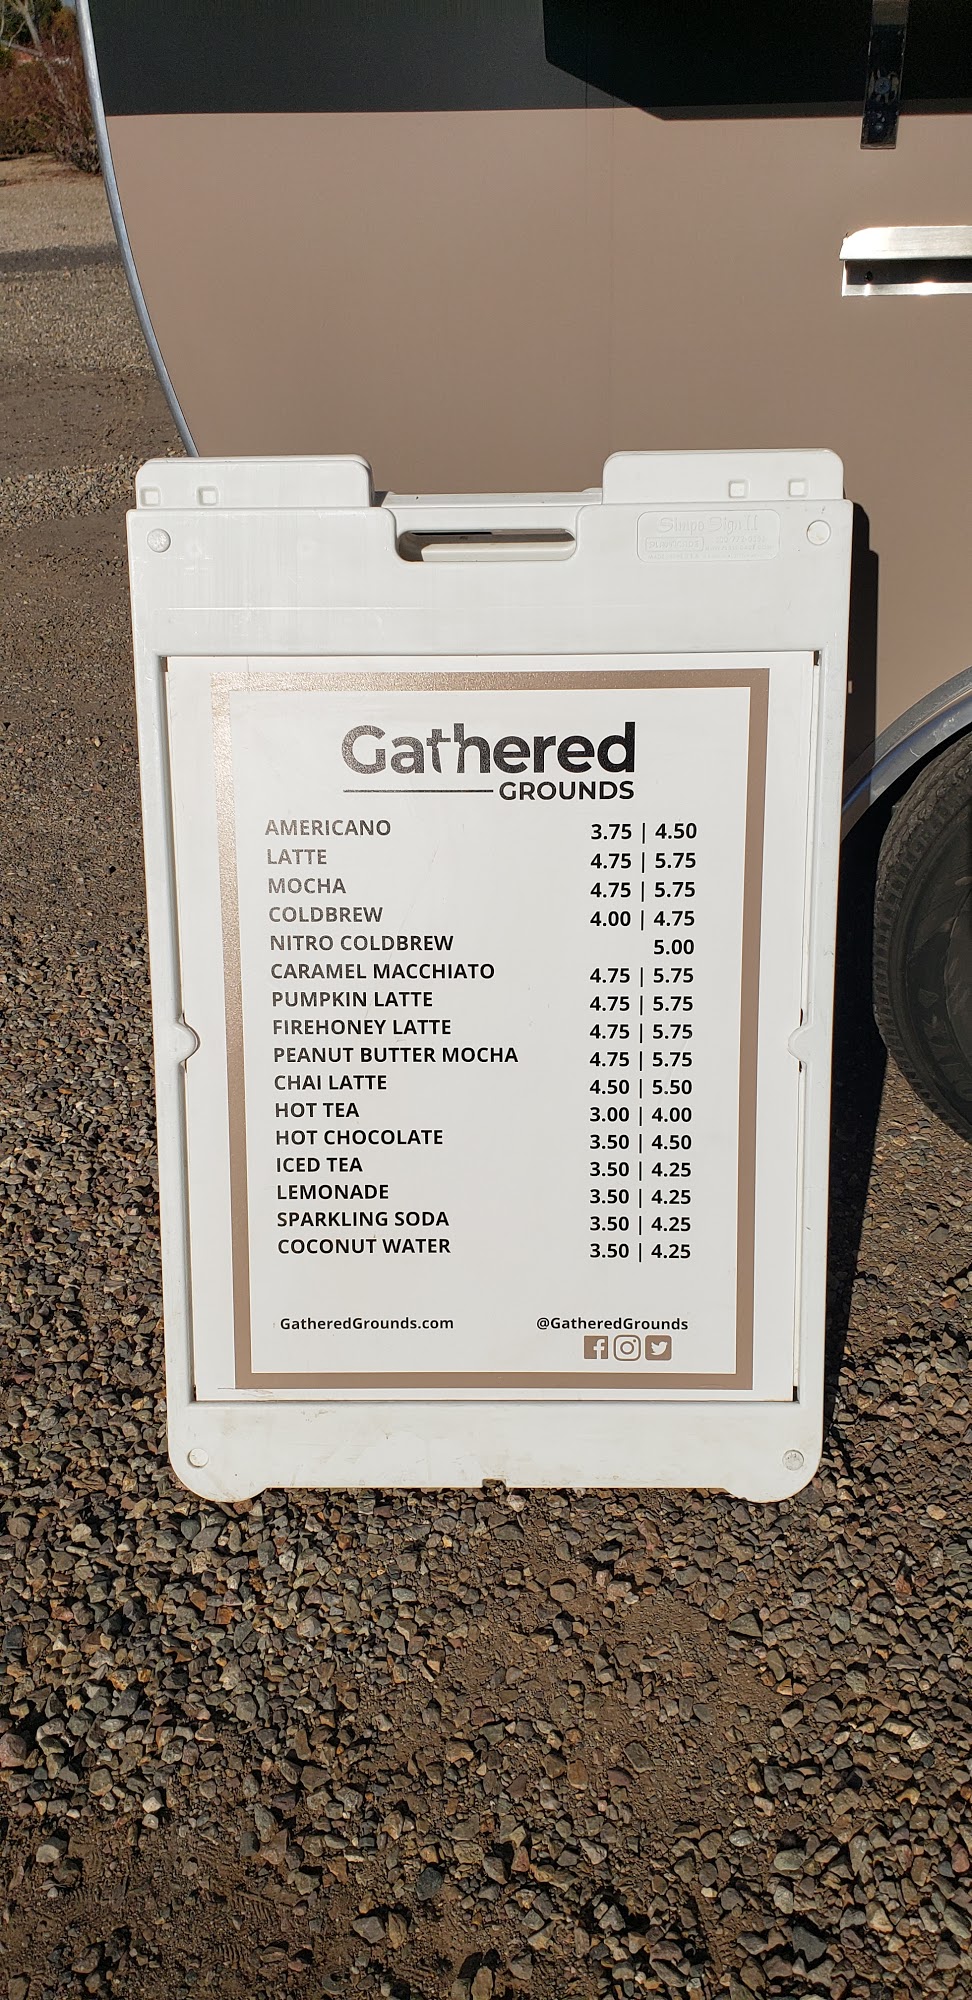 Simpo Sign II
Gathered
GROUNDS
AMERICANO 3.75 | 4.50
LATTE 4.75 | 5.75
MOCHA 4.75 | 5.75
COLDBREW 4.00 | 4.75
NITRO COLDBREW 5.00
CARAMEL MACCHIATO 4.75 | 5.75
PUMPKIN LATTE 4.75 | 5.75
FIREHONEY LATTE 4.75 | 5.75
PEANUT BUTTER MOCHA 4.75 | 5.75
CHAI LATTE 4.50 | 5.50
HOT TEA 3.00 | 4.00
HOT CHOCOLATE 3.50 | 4.50
ICED TEA 3.50 | 4.25
LEMONADE 3.50 | 4.25
SPARKLING SODA 3.50 | 4.25
COCONUT WATER 3.50 | 4.25
GatheredGrounds.com @GatheredGrounds